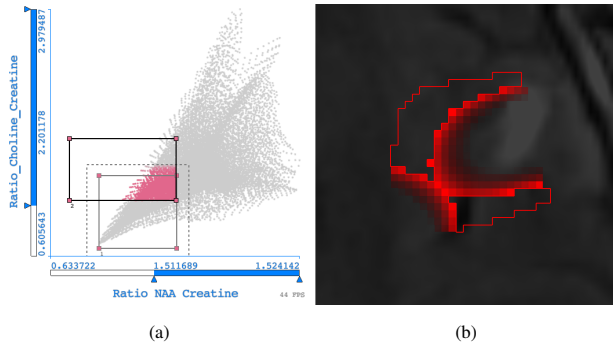 Ratio_Choline_Creatine
2.979487
2.201178
0.605643
2
1
0.633722
1.511689
1.524142
Ratio NAA Creatine
44 FPS
(a)
(b)